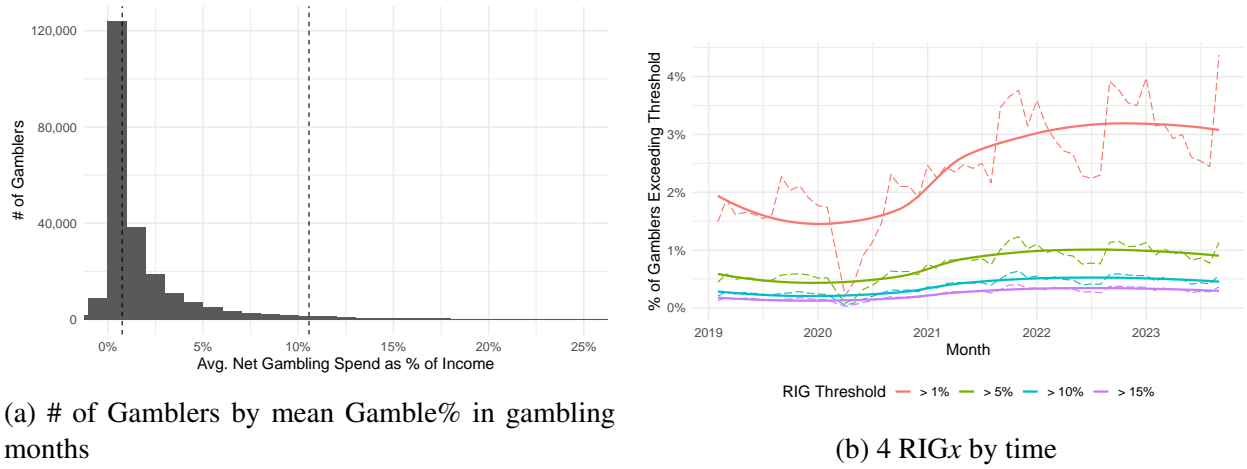 120,000
80,000
40,000
0
# of Gamblers
0%
5%
10%
15%
20%
25%
Avg. Net Gambling Spend as % of Income
(a) # of Gamblers by mean Gamble% in gambling
months
4%
3%
2%
1%
0%
% of Gamblers Exceeding Threshold
2019
2020
2021
2022
2023
Month
RIG Threshold > 1% > 5% > 10% > 15%
(b) 4 RIGx by time